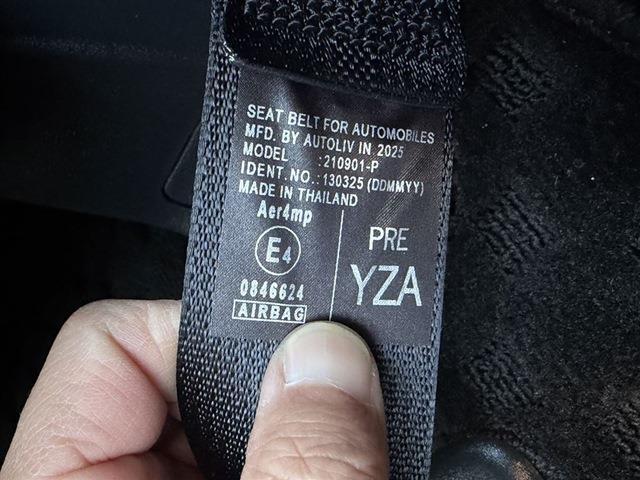 SEAT BELT FOR AUTOMOBILES
MFD. BY AUTOLIV IN 2025
MODEL :210901-P
IDENT. NO.:130325 (DDMMYY)
MADE IN THAILAND
Aer4mp
E4
0846624
AIRBAG
PRE
YZA